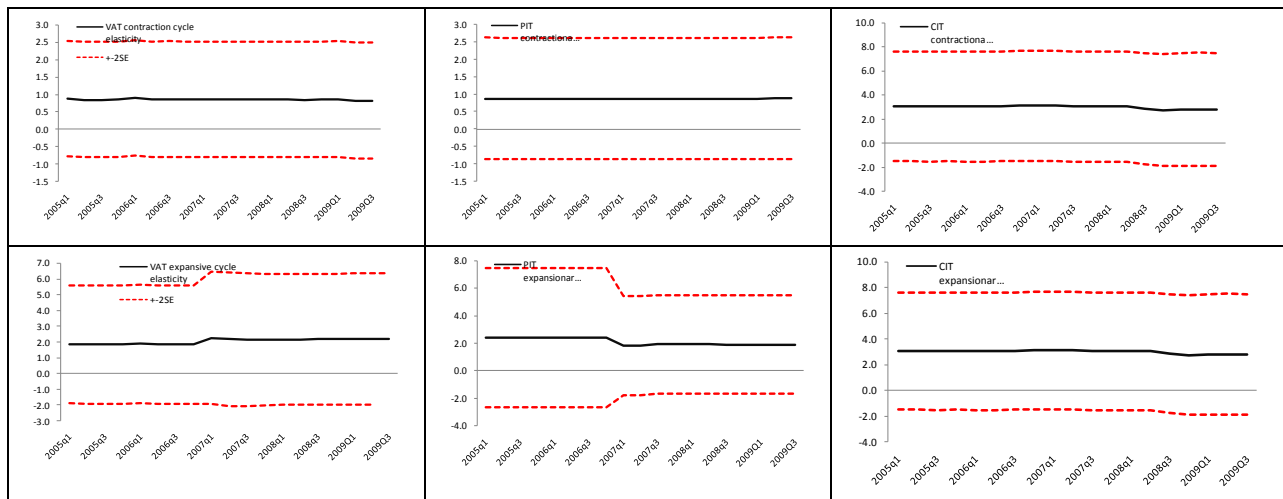 3.0
2.5
2.0
1.5
1.0
0.5
0.0
-0.5
-1.0
-1.5
VAT contraction cycle
elasticity
+-2SE
2005q1
2005q3
2006q1
2006q3
2007q1
2007q3
2008q1
2008q3
2009Q1
2009Q3
3.0
2.5
2.0
1.5
1.0
0.5
0.0
-0.5
-1.0
-1.5
PIT
contractiona...
2005q1
2005q3
2006q1
2006q3
2007q1
2007q3
2008q1
2008q3
2009Q1
2009Q3
10.0
8.0
6.0
4.0
2.0
0.0
-2.0
-4.0
CIT
contractiona...
2005q1
2005q3
2006q1
2006q3
2007q1
2007q3
2008q1
2008q3
2009Q1
2009Q3
7.0
6.0
5.0
4.0
3.0
2.0
1.0
0.0
-1.0
-2.0
-3.0
VAT expansive cycle
elasticity
+-2SE
2005q1
2005q3
2006q1
2006q3
2007q1
2007q3
2008q1
2008q3
2009Q1
2009Q3
8.0
6.0
4.0
2.0
0.0
-2.0
-4.0
PIT
expansionar...
2005q1
2005q3
2006q1
2006q3
2007q1
2007q3
2008q1
2008q3
2009Q1
2009Q3
10.0
8.0
6.0
4.0
2.0
0.0
-2.0
-4.0
CIT
expansionar...
2005q1
2005q3
2006q1
2006q3
2007q1
2007q3
2008q1
2008q3
2009Q1
2009Q3